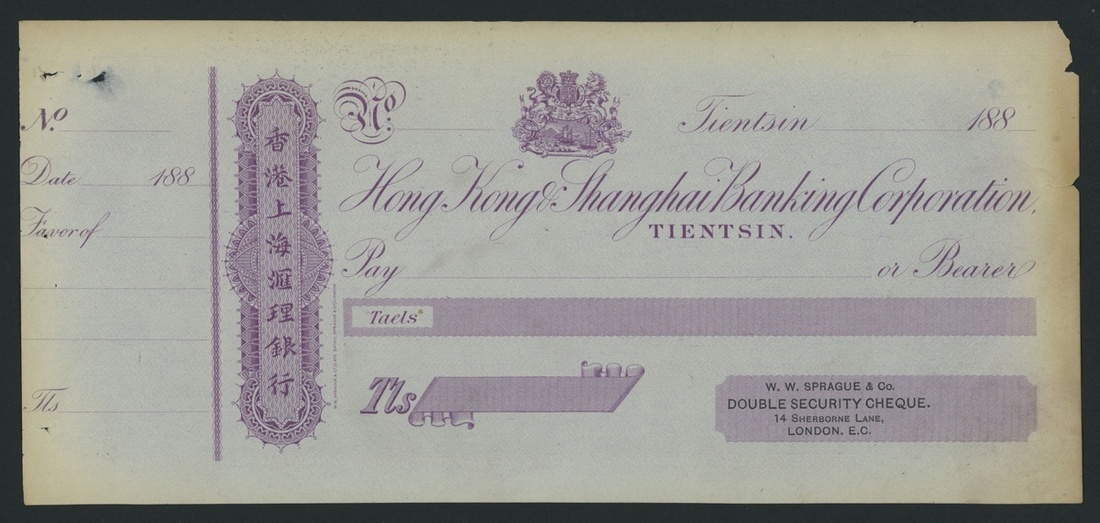 No.
Date 188
Favor of
Tls
香港上海滙理銀行
No. Tientsin 188
Hong Kong & Shanghai Banking Corporation,
TIENTSIN.
Pay or Bearer
Taels
Tls
W. W. SPRAGUE & Co.
DOUBLE SECURITY CHEQUE.
14 SHERBORNE LANE,
LONDON. E.C.